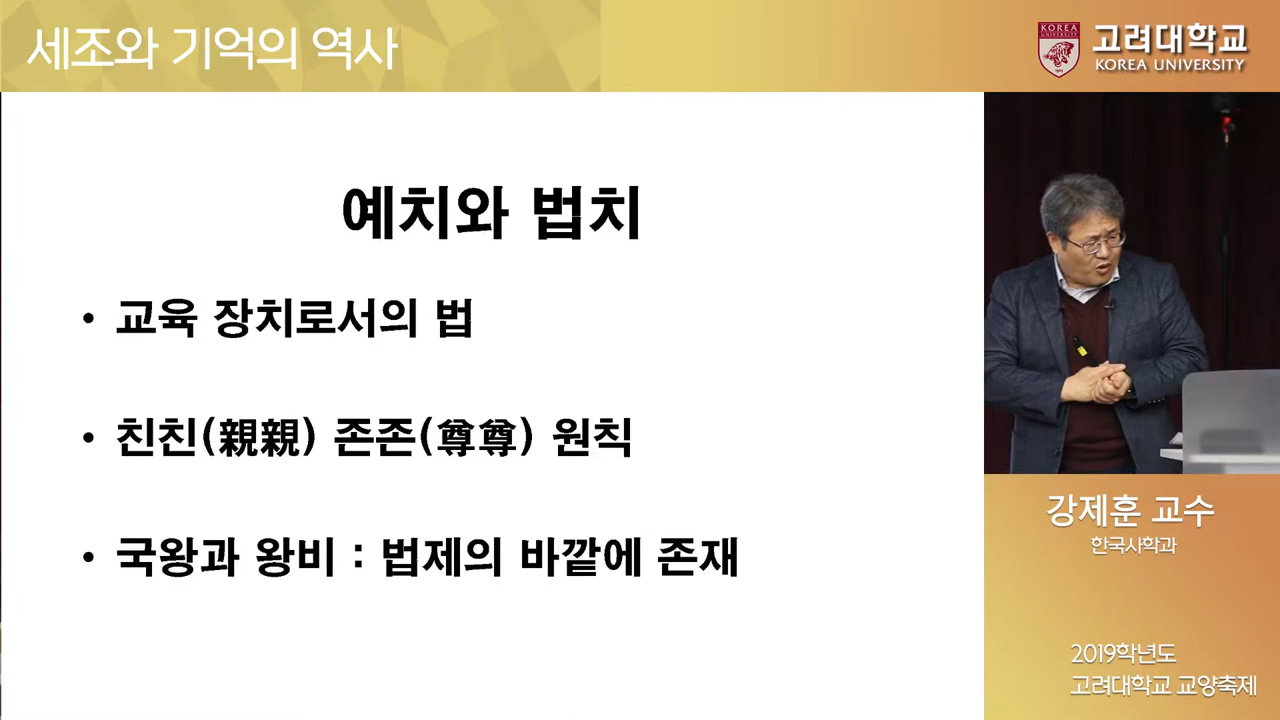 세조와 기억의 역사
KOREA
UNIVERSITY
1905
고려대학교
KOREA UNIVERSITY
예치와 법치
• 교육 장치로서의 법
• 친친(親親) 존존(尊尊) 원칙
• 국왕과 왕비 : 법제의 바깥에 존재
강제훈 교수
한국사학과
2019학년도
고려대학교 교양축제